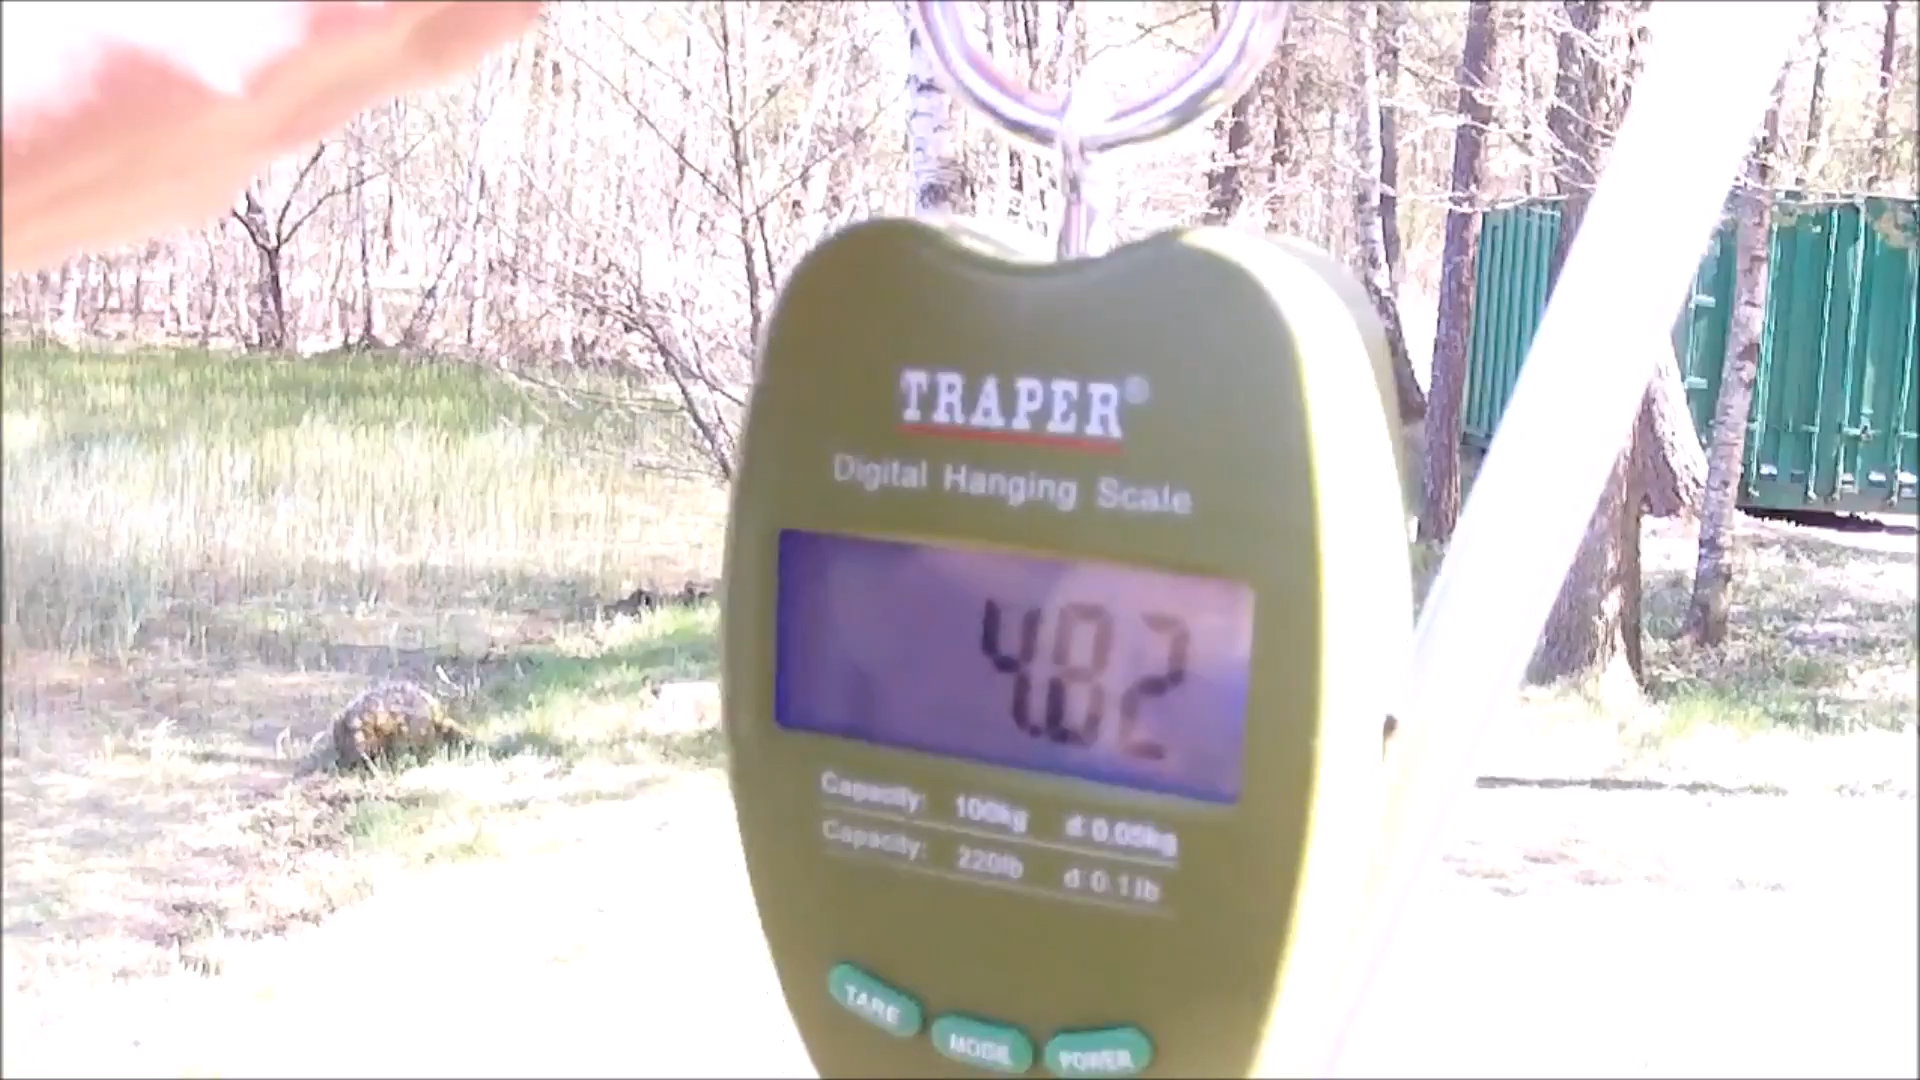 TRAPER®
Digital Hanging Scale
4.82
Capacity: 100kg d:0.05kg
Capacity: 220lb d:0.1lb
TARE
MODE
POWER